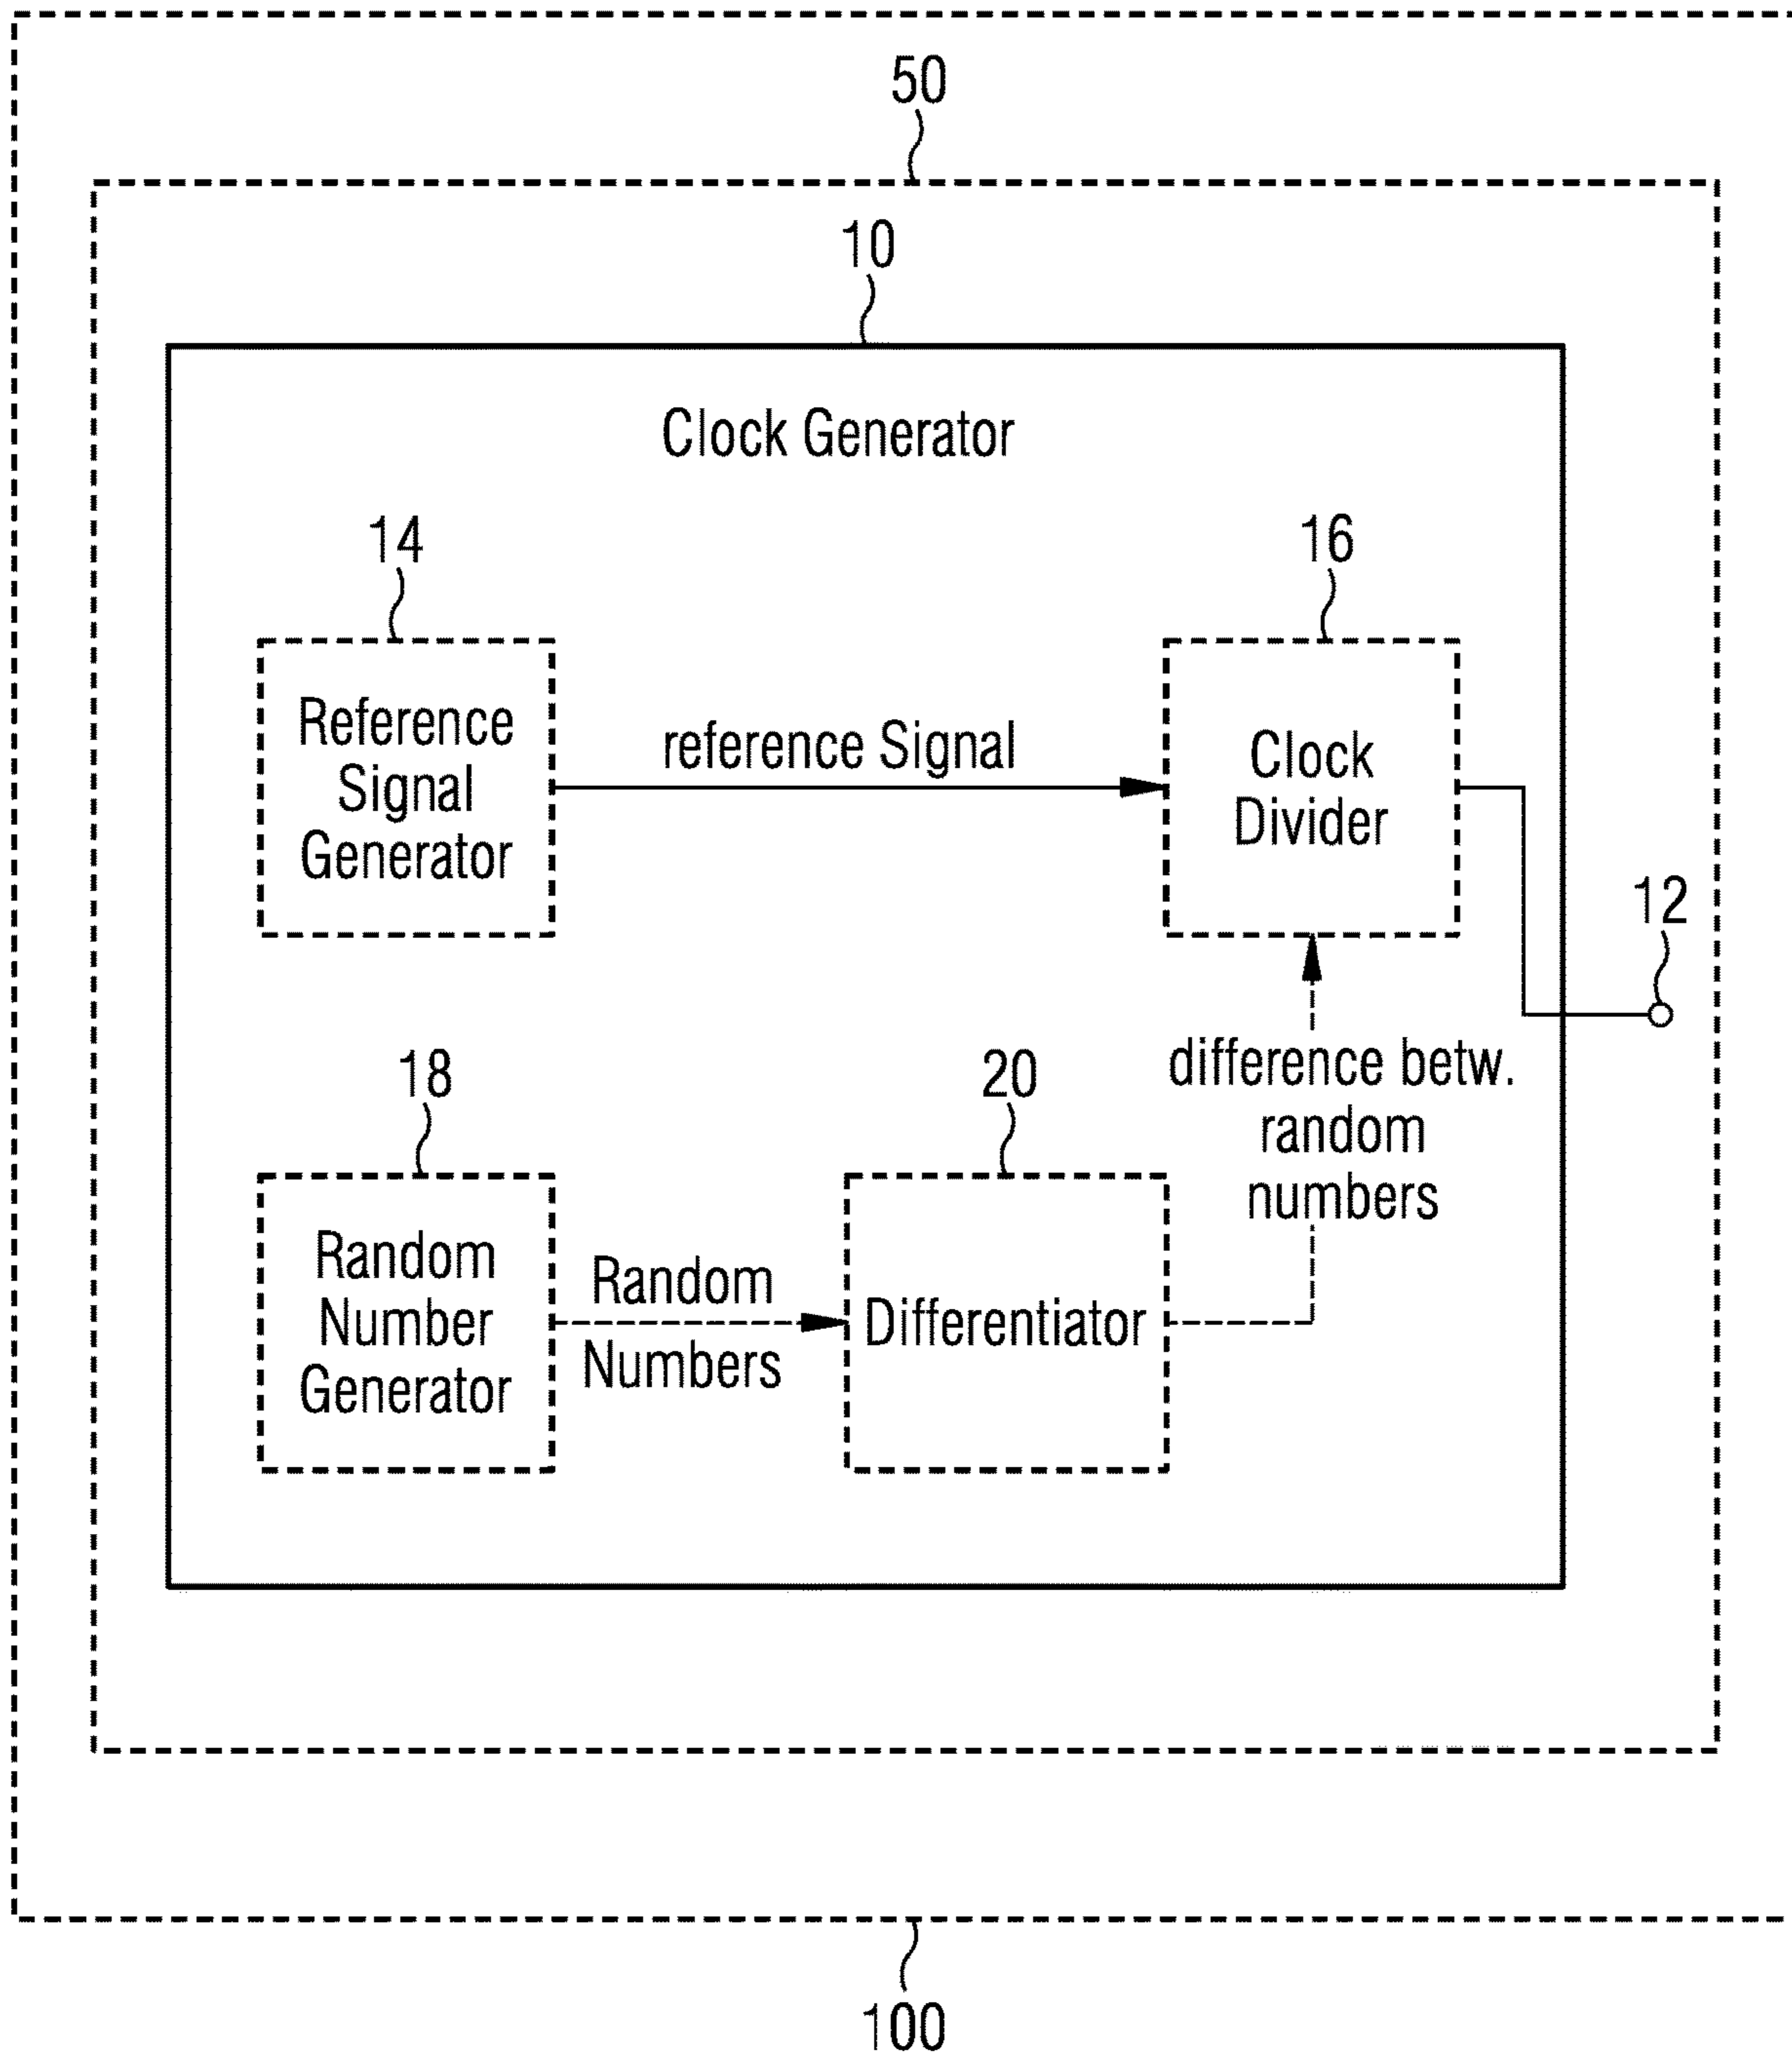 50
10
Clock Generator
14
16
Reference
Signal
Generator
reference Signal
Clock
Divider
12
18
20
difference betw.
random
numbers
Random
Number
Generator
Random
Numbers
Differentiator
100